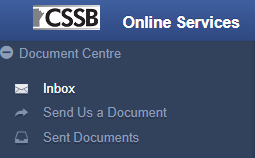 CSSB Online Services
Document Centre
Inbox
Send Us a Document
Sent Documents